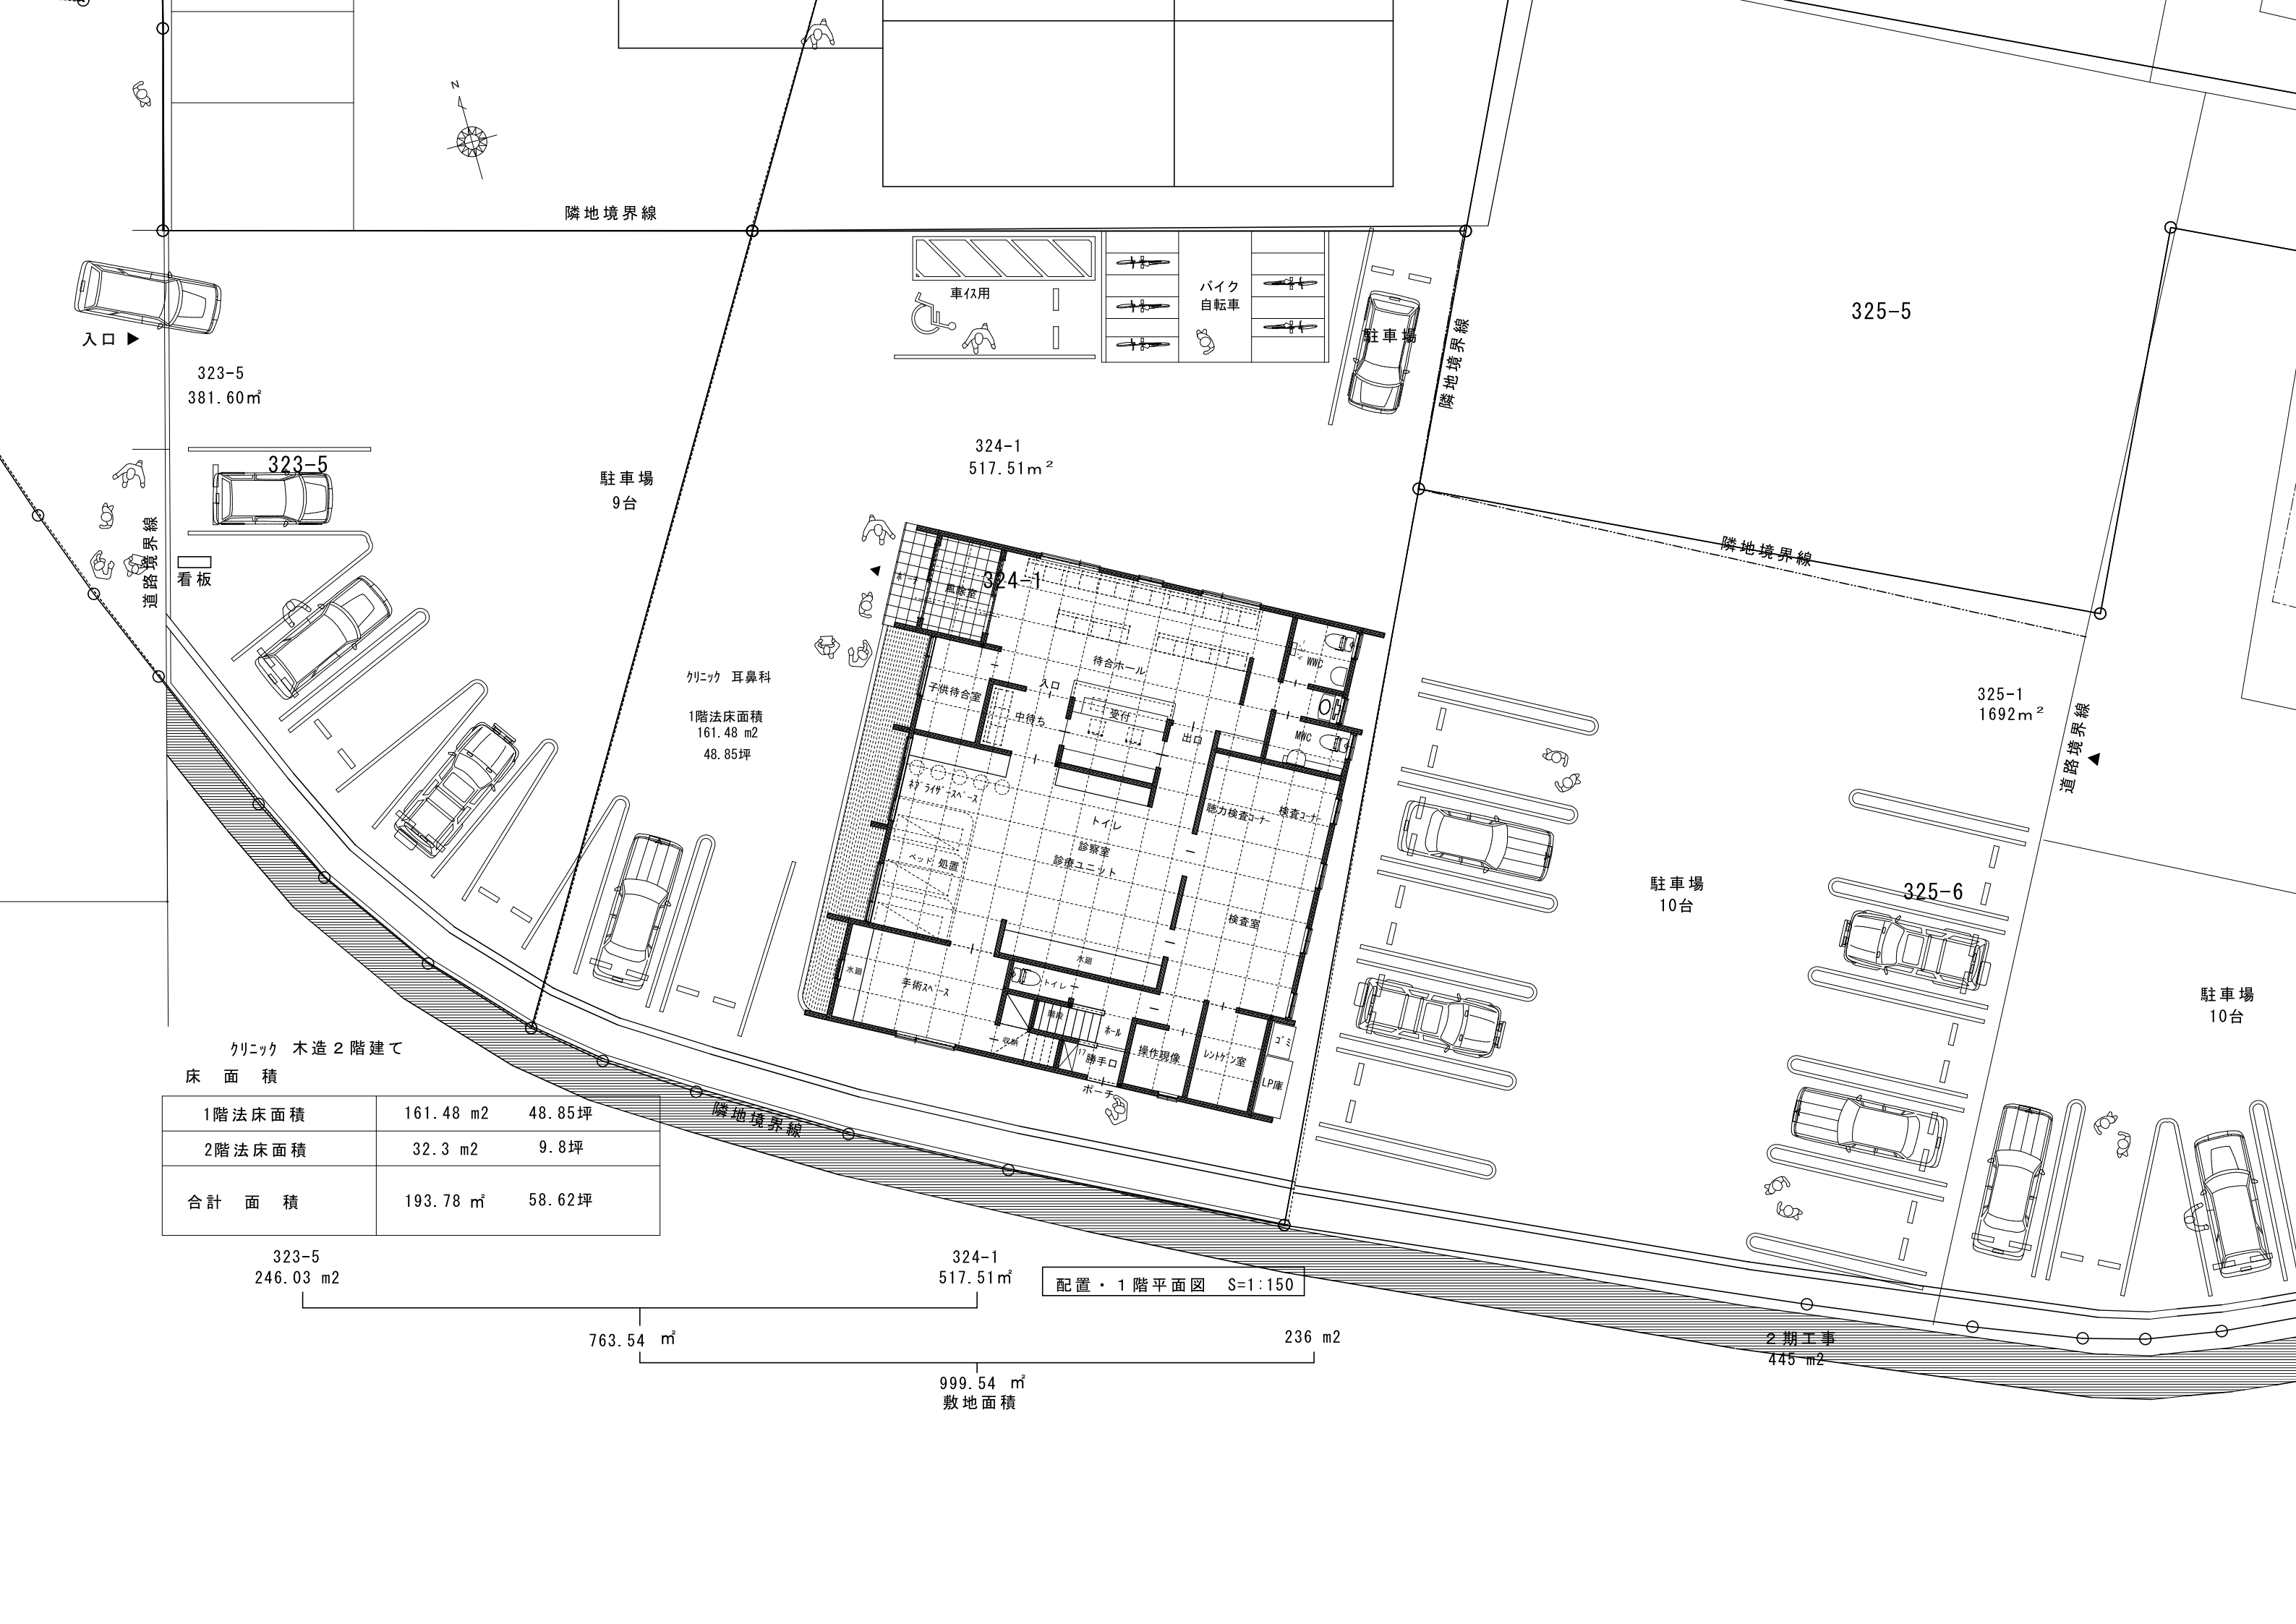 N
隣地境界線
車イス用
バイク
自転車
駐車場
隣地境界線
325-5
入口
323-5
381.60㎡
323-5
324-1
517.51m²
駐車場
9台
道路境界線
看板
隣地境界線
ポーチ
風除室
324-1
待合ホール
WWC
子供待合室
入口
中待ち
受付
出口
MWC
クリニック 耳鼻科
1階法床面積
161.48 m2
48.85坪
325-1
1692m²
道路境界線
ネブライザースペース
聴力検査コーナー
検査コーナー
トイレ
診察室
診療ユニット
ベッド 処置
検査室
駐車場
10台
325-6
水廻
水廻
手術スペース
トイレ
階段
ホール
収納
17
勝手口
操作現像
レントゲン室
ゴミ
LP庫
ポーチ
駐車場
10台
クリニック 木造２階建て
床 面 積
1階法床面積 161.48 m2 48.85坪
2階法床面積 32.3 m2 9.8坪
合計 面 積 193.78 ㎡ 58.62坪
隣地境界線
323-5
246.03 m2
324-1
517.51㎡
配置・１階平面図 S=1:150
763.54 ㎡
236 m2
２期工事
445 m2
999.54 ㎡
敷地面積